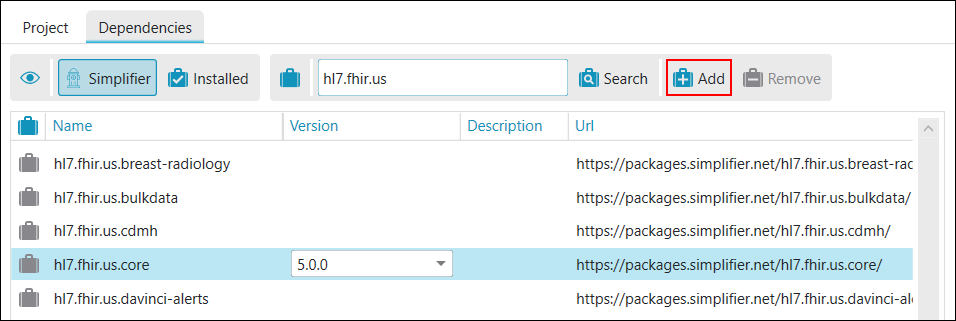 Project Dependencies
Simplifier Installed hl7.fhir.us Search Add Remove
Name Version Description Url
hl7.fhir.us.breast-radiology https://packages.simplifier.net/hl7.fhir.us.breast-rad
hl7.fhir.us.bulkdata https://packages.simplifier.net/hl7.fhir.us.bulkdata/
hl7.fhir.us.cdmh https://packages.simplifier.net/hl7.fhir.us.cdmh/
hl7.fhir.us.core 5.0.0 https://packages.simplifier.net/hl7.fhir.us.core/
hl7.fhir.us.davinci-alerts https://packages.simplifier.net/hl7.fhir.us.davinci-ale